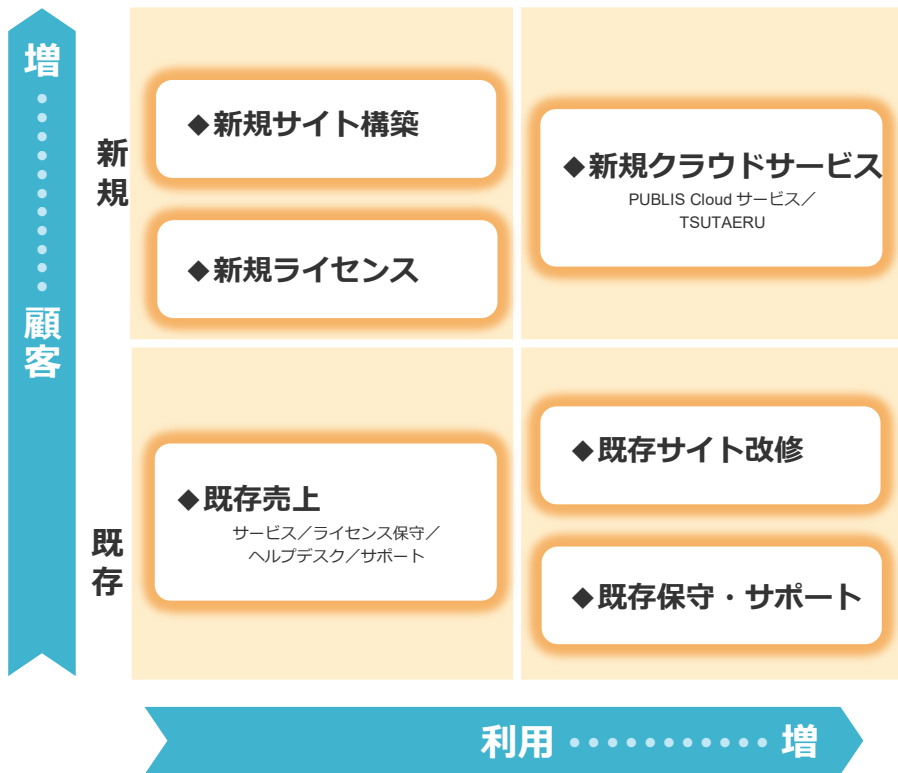 増
顧客
新規
◆新規サイト構築
◆新規ライセンス
◆新規クラウドサービス
PUBLIS Cloud サービス／
TSUTAERU
既存
◆既存売上
サービス／ライセンス保守／
ヘルプデスク／サポート
◆既存サイト改修
◆既存保守・サポート
利用
増